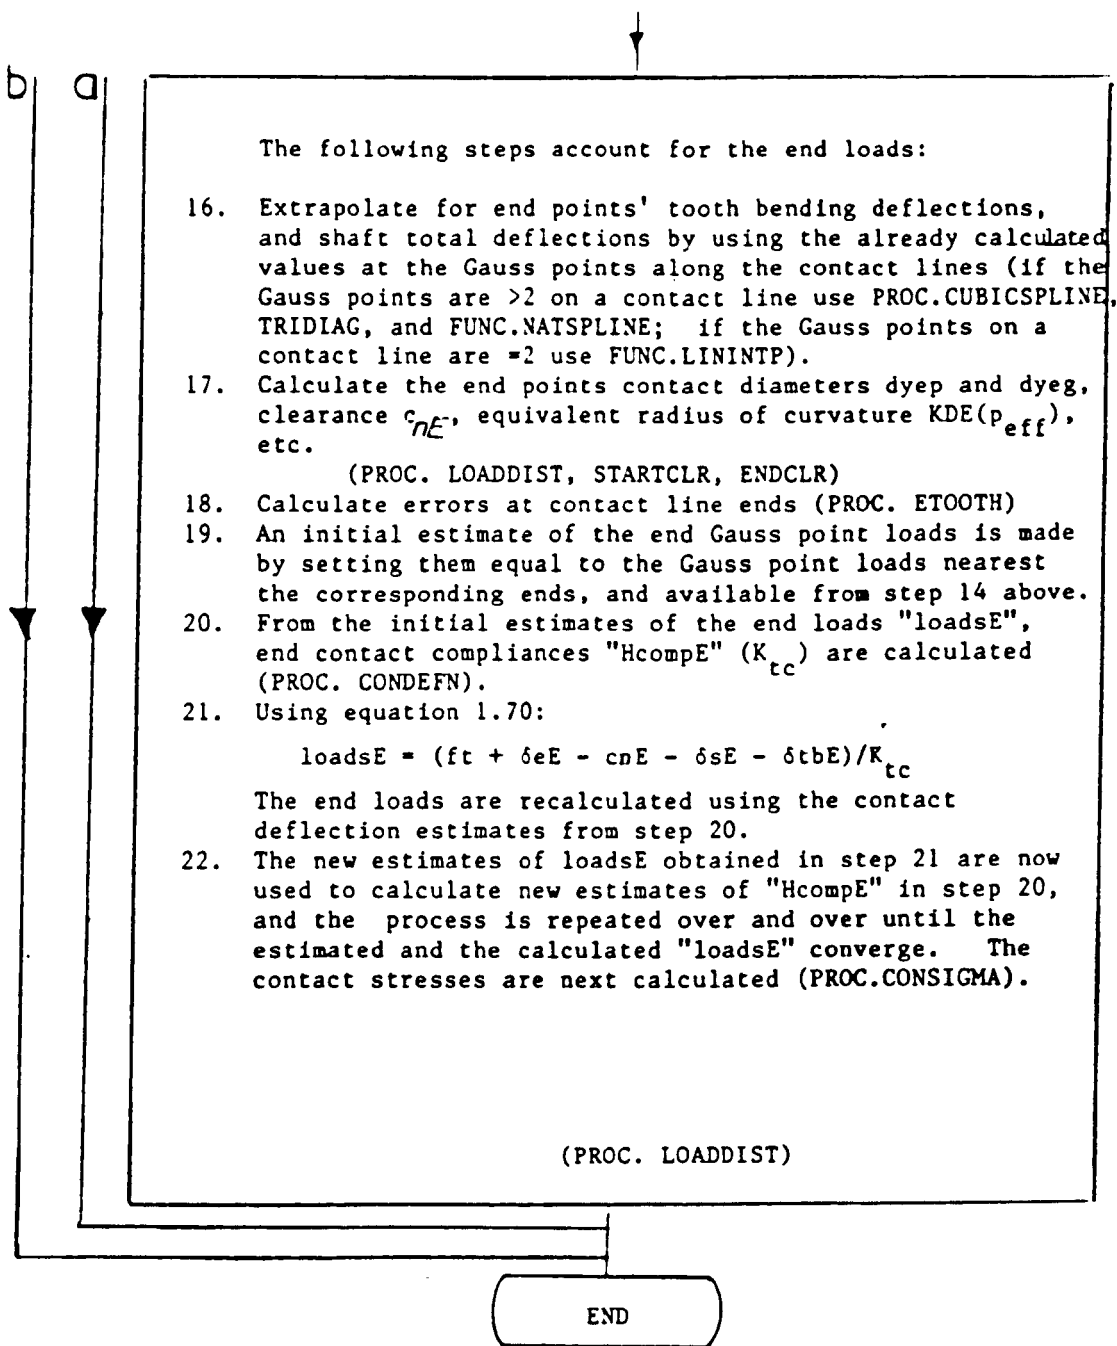 b a
The following steps account for the end loads:
16. Extrapolate for end points' tooth bending deflections,
and shaft total deflections by using the already calculated
values at the Gauss points along the contact lines (if the
Gauss points are >2 on a contact line use PROC.CUBICSPLINE,
TRIDIAG, and FUNC.NATSPLINE; if the Gauss points on a
contact line are =2 use FUNC.LININTP).
17. Calculate the end points contact diameters dyep and dyeg,
clearance c_nE, equivalent radius of curvature KDE(p_eff),
etc.
(PROC. LOADDIST, STARTCLR, ENDCLR)
18. Calculate errors at contact line ends (PROC. ETOOTH)
19. An initial estimate of the end Gauss point loads is made
by setting them equal to the Gauss point loads nearest
the corresponding ends, and available from step 14 above.
20. From the initial estimates of the end loads "loadsE",
end contact compliances "HcompE" (K_tc) are calculated
(PROC. CONDEFN).
21. Using equation 1.70:
loadsE = (ft + δeE - cnE - δsE - δtbE)/K_tc
The end loads are recalculated using the contact
deflection estimates from step 20.
22. The new estimates of loadsE obtained in step 21 are now
used to calculate new estimates of "HcompE" in step 20,
and the process is repeated over and over until the
estimated and the calculated "loadsE" converge. The
contact stresses are next calculated (PROC.CONSIGMA).
(PROC. LOADDIST)
END